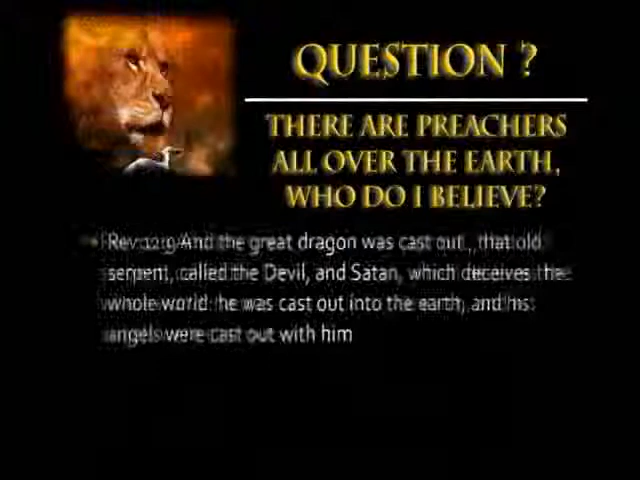 QUESTION ?
THERE ARE PREACHERS
ALL OVER THE EARTH,
WHO DO I BELIEVE?
• Rev:12:9 And the great dragon was cast out , that old
serpent, called the Devil, and Satan, which deceives the
whole world: he was cast out into the earth, and his
angels were cast out with him